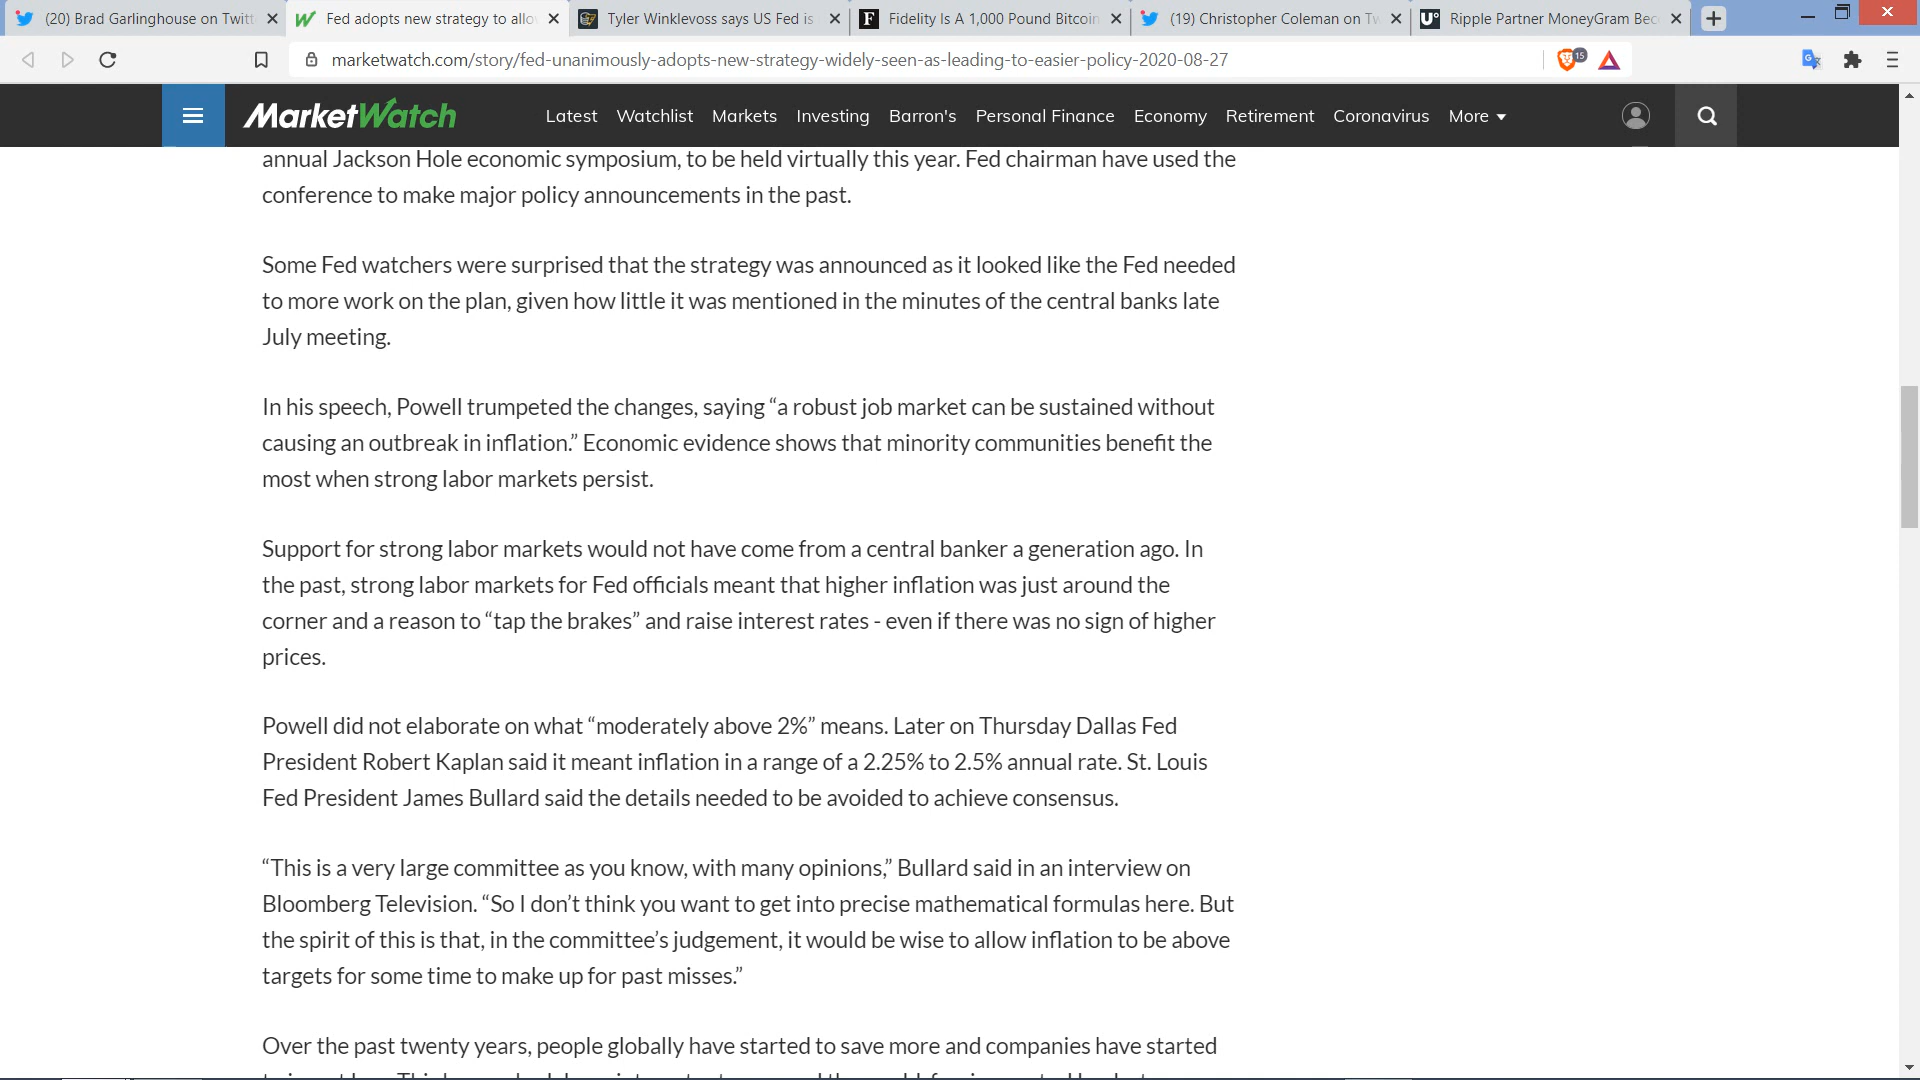 (20) Brad Garlinghouse on Twitt
Fed adopts new strategy to allo
Tyler Winklevoss says US Fed is
Fidelity Is A 1,000 Pound Bitcoin
(19) Christopher Coleman on Tw
Ripple Partner MoneyGram Bec
marketwatch.com/story/fed-unanimously-adopts-new-strategy-widely-seen-as-leading-to-easier-policy-2020-08-27
15
MarketWatch
Latest Watchlist Markets Investing Barron's Personal Finance Economy Retirement Coronavirus More
annual Jackson Hole economic symposium, to be held virtually this year. Fed chairman have used the
conference to make major policy announcements in the past.
Some Fed watchers were surprised that the strategy was announced as it looked like the Fed needed
to more work on the plan, given how little it was mentioned in the minutes of the central banks late
July meeting.
In his speech, Powell trumpeted the changes, saying “a robust job market can be sustained without
causing an outbreak in inflation.” Economic evidence shows that minority communities benefit the
most when strong labor markets persist.
Support for strong labor markets would not have come from a central banker a generation ago. In
the past, strong labor markets for Fed officials meant that higher inflation was just around the
corner and a reason to “tap the brakes” and raise interest rates - even if there was no sign of higher
prices.
Powell did not elaborate on what “moderately above 2%” means. Later on Thursday Dallas Fed
President Robert Kaplan said it meant inflation in a range of a 2.25% to 2.5% annual rate. St. Louis
Fed President James Bullard said the details needed to be avoided to achieve consensus.
“This is a very large committee as you know, with many opinions,” Bullard said in an interview on
Bloomberg Television. “So I don’t think you want to get into precise mathematical formulas here. But
the spirit of this is that, in the committee’s judgement, it would be wise to allow inflation to be above
targets for some time to make up for past misses.”
Over the past twenty years, people globally have started to save more and companies have started